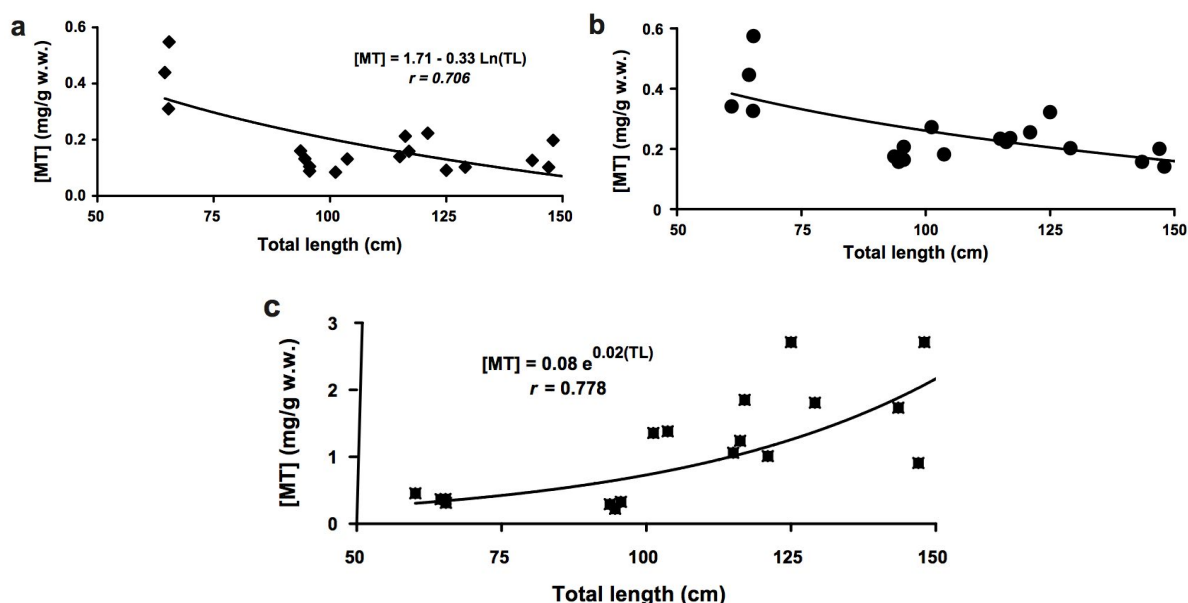 a
0.6
0.4
0.2
0.0
[MT] (mg/g w.w.)
[MT] = 1.71 - 0.33 Ln(TL)
r = 0.706
50 75 100 125 150
Total length (cm)
b
0.6
0.4
0.2
0
[MT] (mg/g w.w.)
50 75 100 125 150
Total length (cm)
c
3
2
1
0
[MT] (mg/g w.w.)
[MT] = 0.08 e^0.02(TL)
r = 0.778
50 75 100 125 150
Total length (cm)